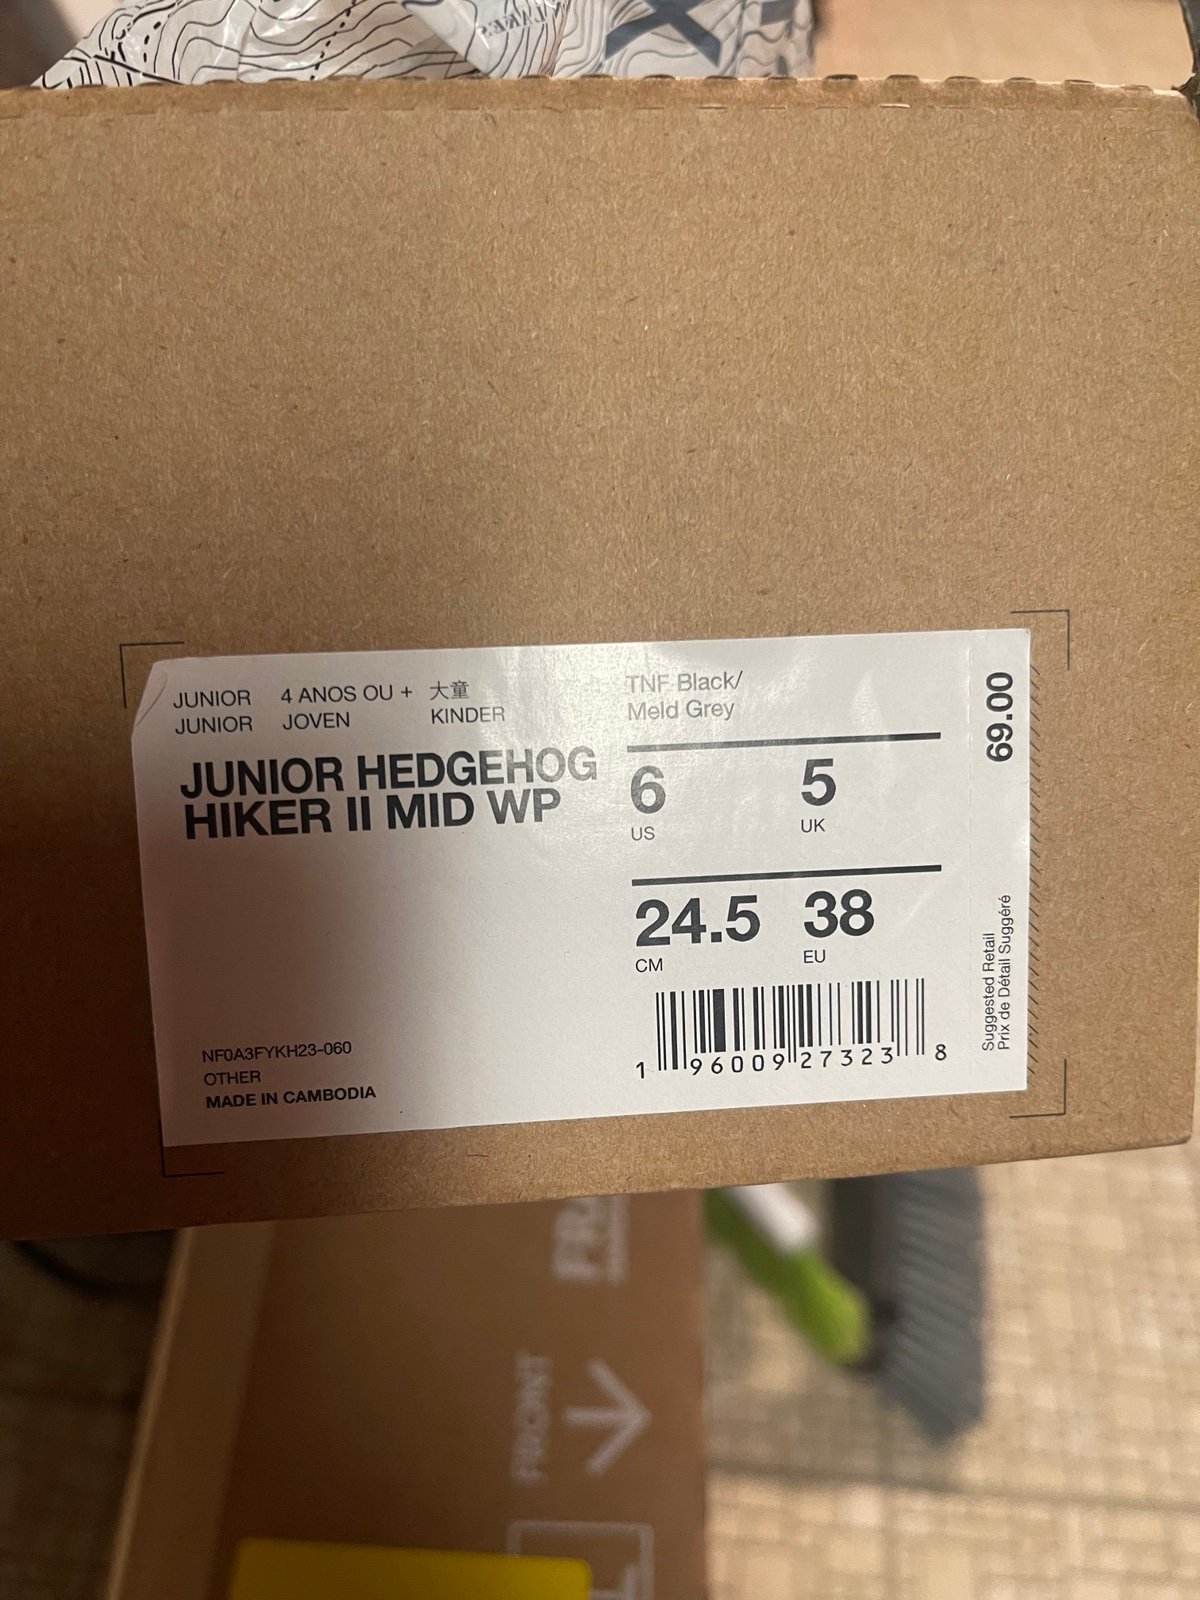 JUNIOR 4 ANOS OU + 大童
JUNIOR JOVEN KINDER
JUNIOR HEDGEHOG
HIKER II MID WP
TNF Black/
Meld Grey
6 5
US UK
24.5 38
CM EU
1 96009 27323 8
NF0A3FYKH23-060
OTHER
MADE IN CAMBODIA
69.00
Suggested Retail
Prix de Détail Suggéré
FRONT